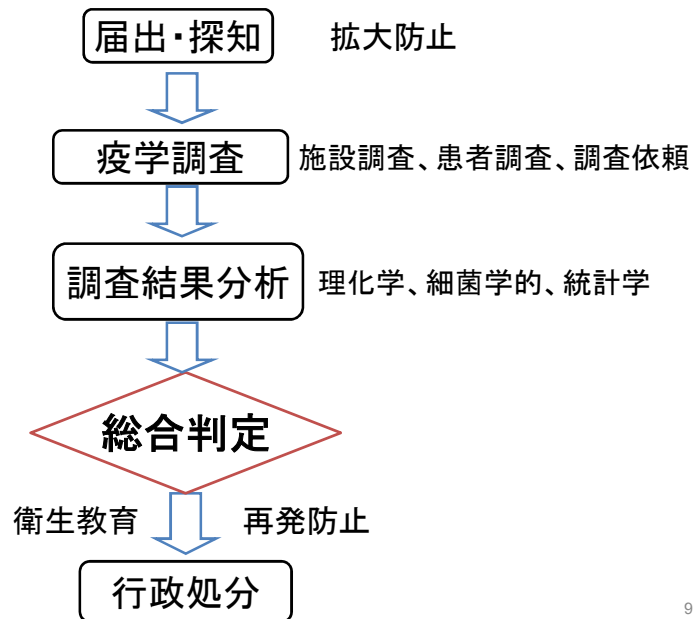 届出・探知 拡大防止
疫学調査 施設調査、患者調査、調査依頼
調査結果分析 理化学、細菌学的、統計学
総合判定
衛生教育 再発防止
行政処分
9